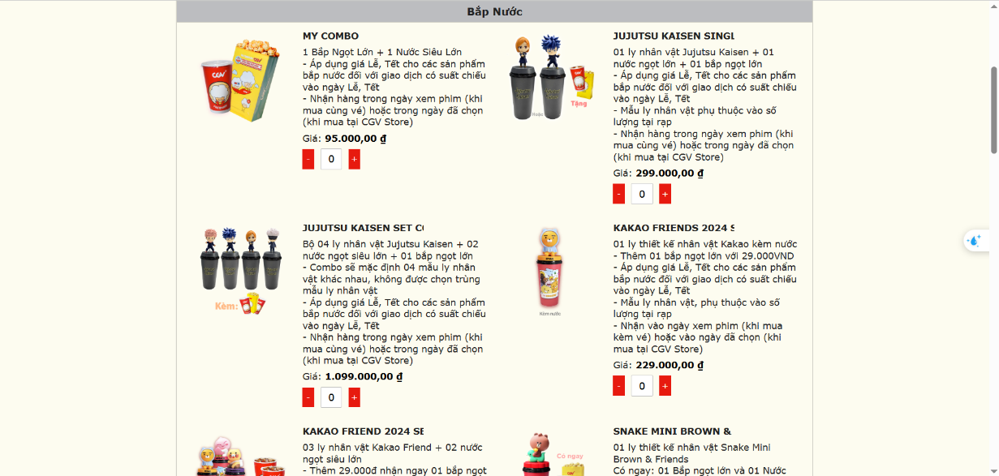 Bắp Nước
MY COMBO
1 Bắp Ngọt Lớn + 1 Nước Siêu Lớn
- Áp dụng giá Lễ, Tết cho các sản phẩm
bắp nước đối với giao dịch có suất chiếu
vào ngày Lễ, Tết
- Nhận hàng trong ngày xem phim (khi
mua cùng vé) hoặc trong ngày đã chọn
(khi mua tại CGV Store)
Giá: 95.000,00 ₫
- 0 +
CGV
JUJUTSU KAISEN SINGL
01 ly nhân vật Jujutsu Kaisen + 01
nước ngọt lớn + 01 bắp ngọt lớn
- Áp dụng giá Lễ, Tết cho các sản phẩm
bắp nước đối với giao dịch có suất chiếu
vào ngày Lễ, Tết
- Mẫu ly nhân vật phụ thuộc vào số
lượng tại rạp
- Nhận hàng trong ngày xem phim (khi
mua cùng vé) hoặc trong ngày đã chọn
(khi mua tại CGV Store)
Giá: 299.000,00 ₫
- 0 +
Hoặc
Tặng
JUJUTSU KAISEN SET CO
Bộ 04 ly nhân vật Jujutsu Kaisen + 02
nước ngọt siêu lớn + 01 bắp ngọt lớn
- Combo sẽ mặc định 04 mẫu ly nhân
vật khác nhau, không được chọn trùng
mẫu ly nhân vật
- Áp dụng giá Lễ, Tết cho các sản phẩm
bắp nước đối với giao dịch có suất chiếu
vào ngày Lễ, Tết
- Nhận hàng trong ngày xem phim (khi
mua cùng vé) hoặc trong ngày đã chọn
(khi mua tại CGV Store)
Giá: 1.099.000,00 ₫
- 0 +
Kèm:
KAKAO FRIENDS 2024 S
01 ly thiết kế nhân vật Kakao kèm nước
- Thêm 01 bắp ngọt lớn với 29.000VND
- Áp dụng giá Lễ, Tết cho các sản phẩm
bắp nước đối với giao dịch có suất chiếu
vào ngày Lễ, Tết
- Mẫu ly nhân vật, phụ thuộc vào số
lượng tại rạp
- Nhận vào ngày xem phim (khi mua
kèm vé) hoặc vào ngày đã chọn (khi
mua tại CGV Store)
Giá: 229.000,00 ₫
- 0 +
Kèm nước
KAKAO FRIEND 2024 SE
03 ly nhân vật Kakao Friend + 02 nước
ngọt siêu lớn
- Thêm 29.000đ nhận ngay 01 bắp ngọt
SNAKE MINI BROWN &
01 ly thiết kế nhân vật Snake Mini
Brown & Friends
Có ngay: 01 Bắp ngọt lớn và 01 Nước
Có ngay